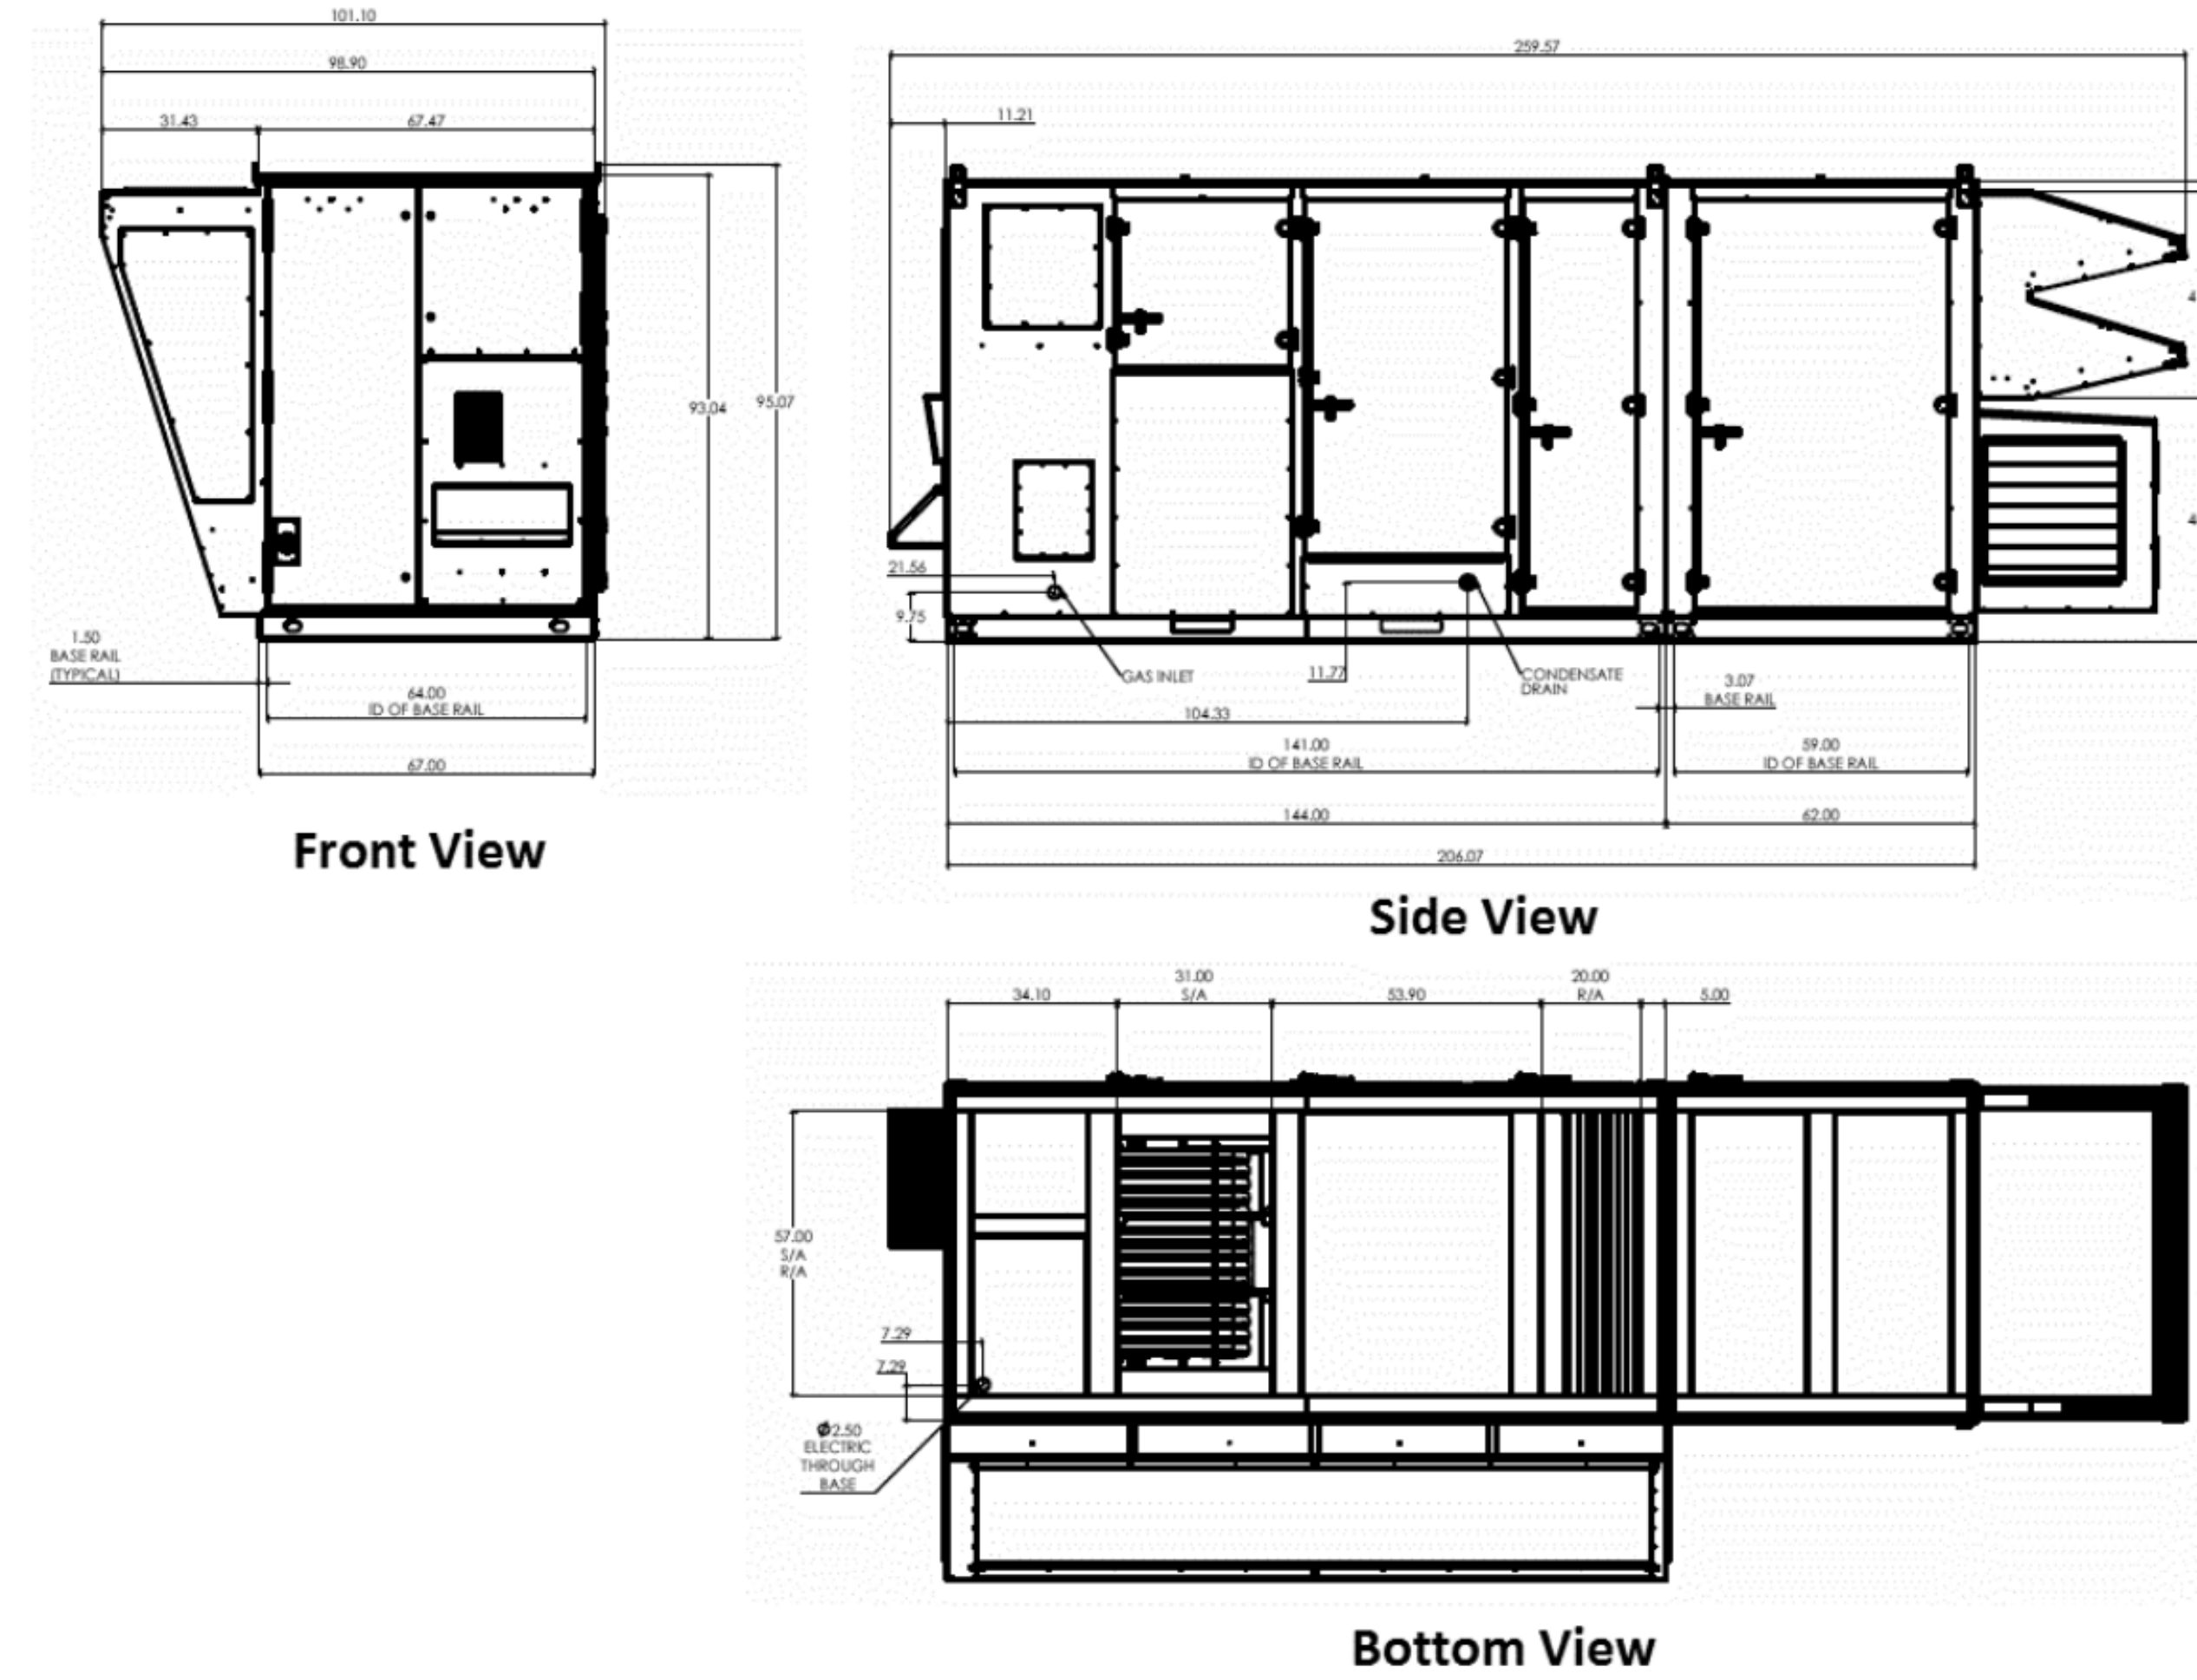 101.10
98.90
31.43
67.47
93.04
95.07
1.50
BASE RAIL
(TYPICAL)
64.00
ID OF BASE RAIL
67.00
Front View
259.57
11.21
21.56
9.75
GAS INLET
11.77
CONDENSATE
DRAIN
3.07
BASE RAIL
104.33
141.00
ID OF BASE RAIL
59.00
ID OF BASE RAIL
144.00
62.00
206.07
Side View
34.10
31.00
S/A
53.90
20.00
R/A
5.00
57.00
S/A
R/A
7.29
7.29
Ø2.50
ELECTRIC
THROUGH
BASE
Bottom View